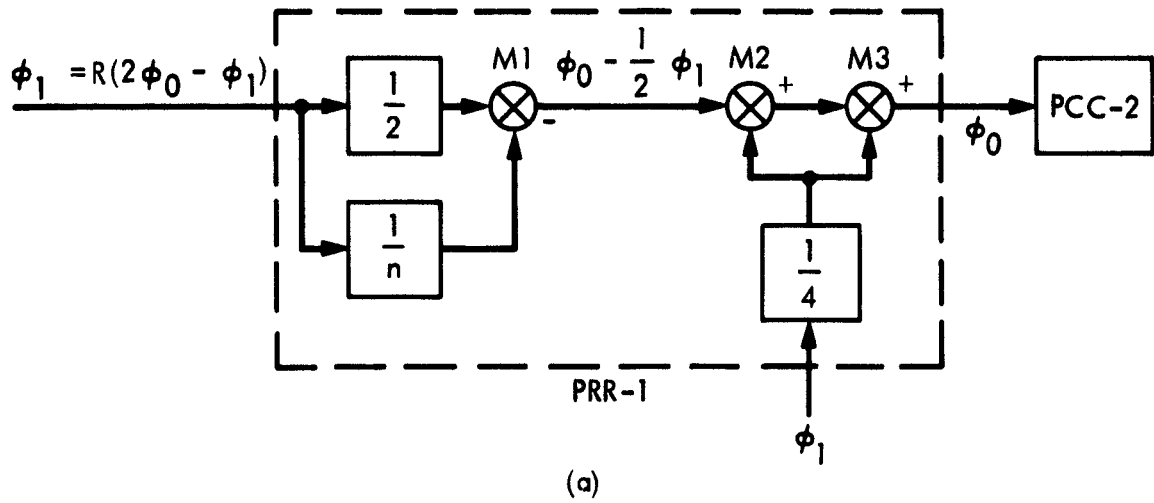 ϕ₁ = R(2ϕ₀ - ϕ₁)
1/2
M1
-
ϕ₀ - 1/2 ϕ₁
M2
+
M3
+
ϕ₀
PCC-2
1/n
1/4
PRR-1
ϕ₁
(a)